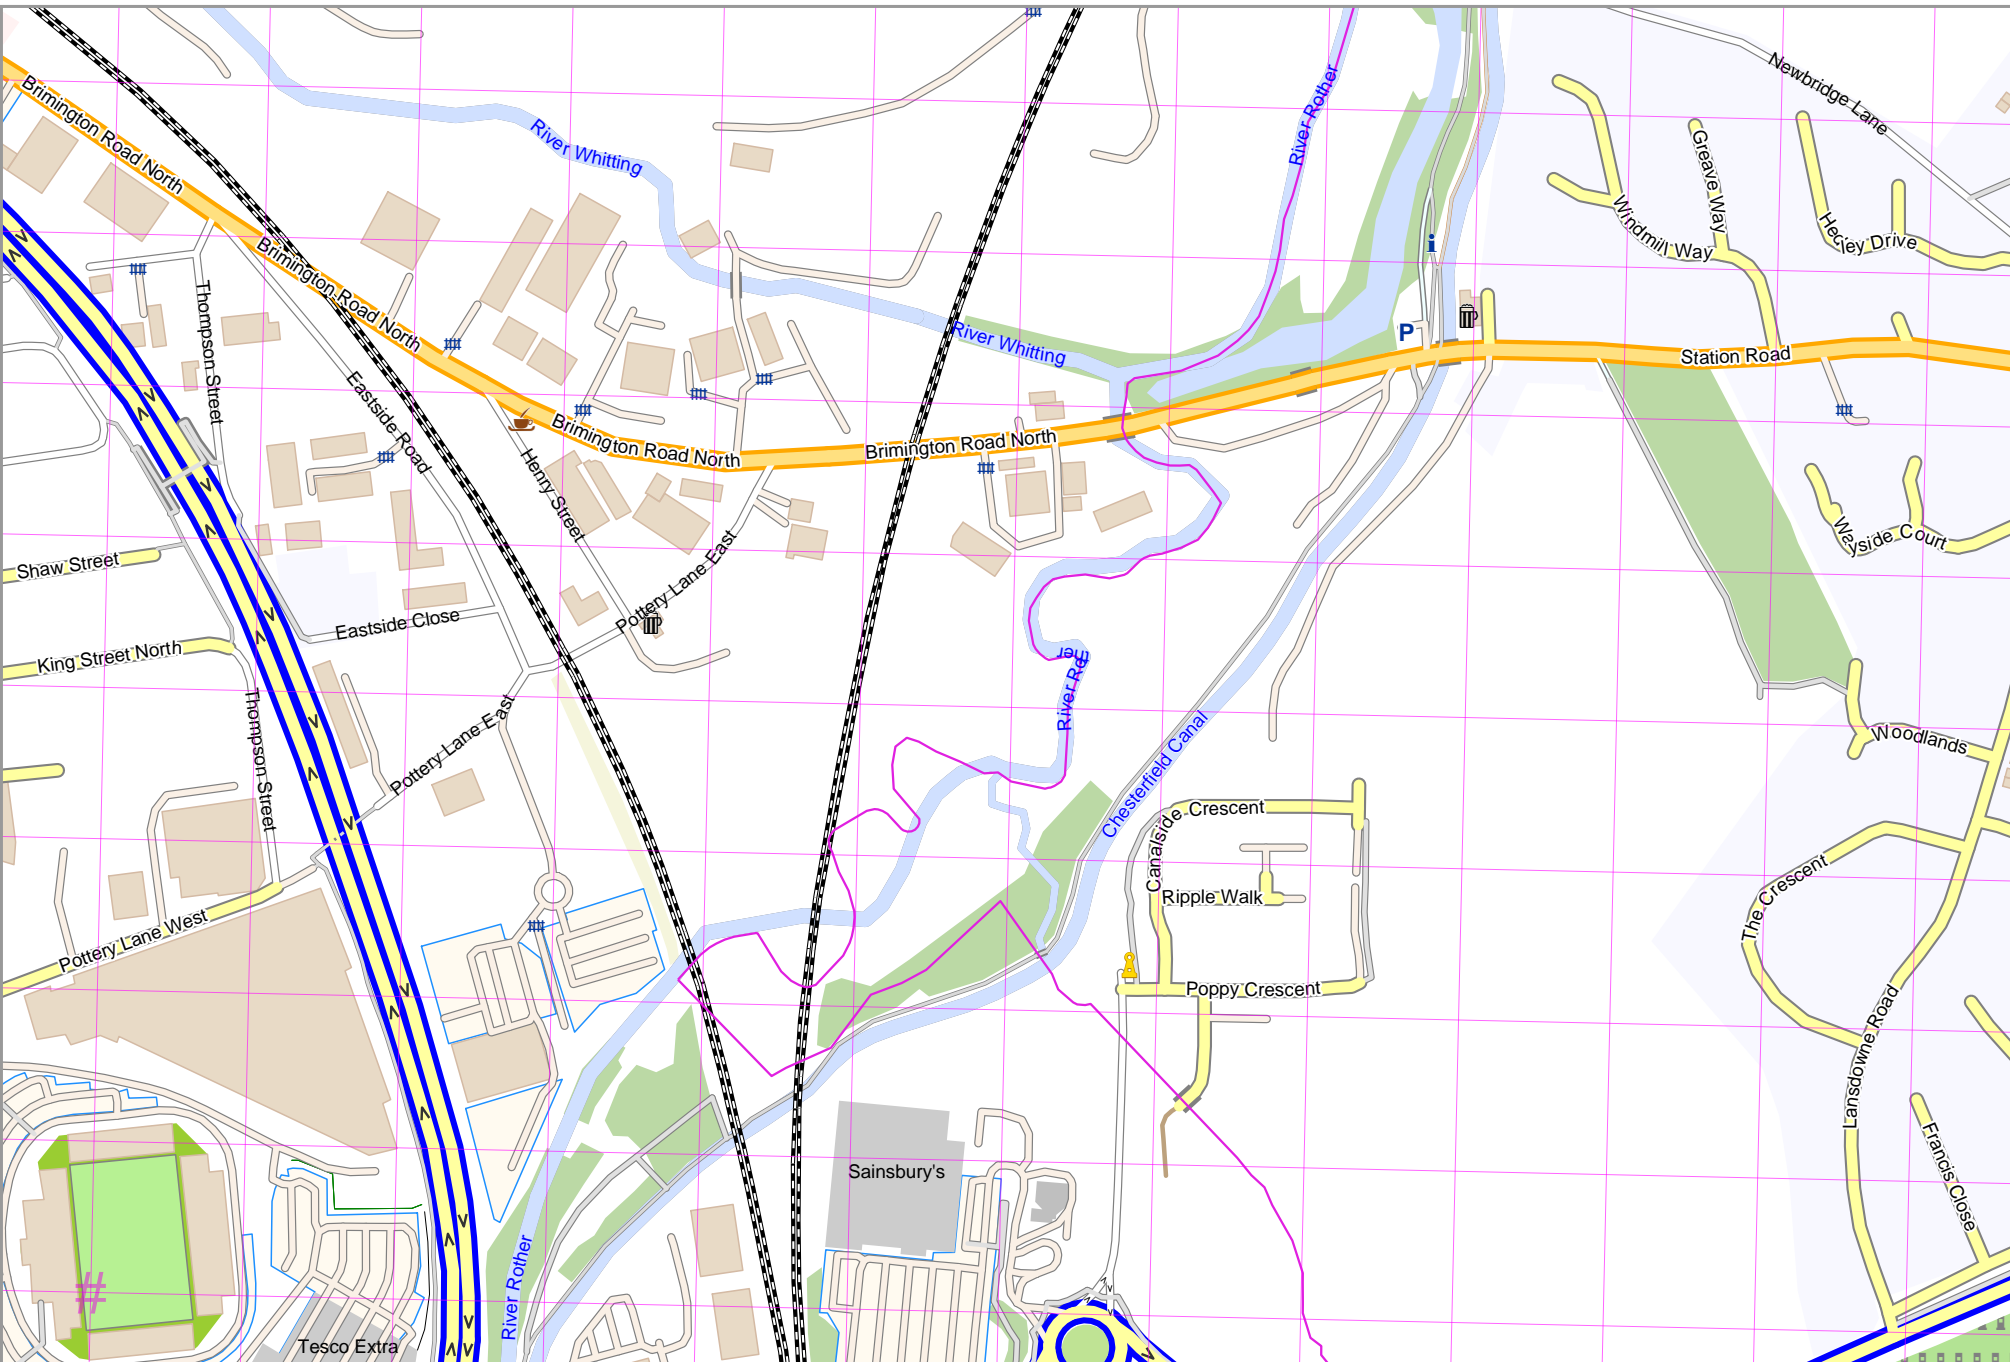 Newbridge Lane
Brimington Road North
River Whitting
River Rother
Greave Way
Windmill Way
Hedley Drive
i
Thompson Street
Brimington Road North
River Whitting
P
Station Road
Eastside Road
Brimington Road North
Brimington Road North
Henry Street
Wayside Court
Shaw Street
Pottery Lane East
Eastside Close
King Street North
River Rother
Thompson Street
Pottery Lane East
Chesterfield Canal
Woodlands
Canalside Crescent
Ripple Walk
The Crescent
Pottery Lane West
Poppy Crescent
Lansdowne Road
Sainsbury's
Francis Close
River Rother
#
Tesco Extra